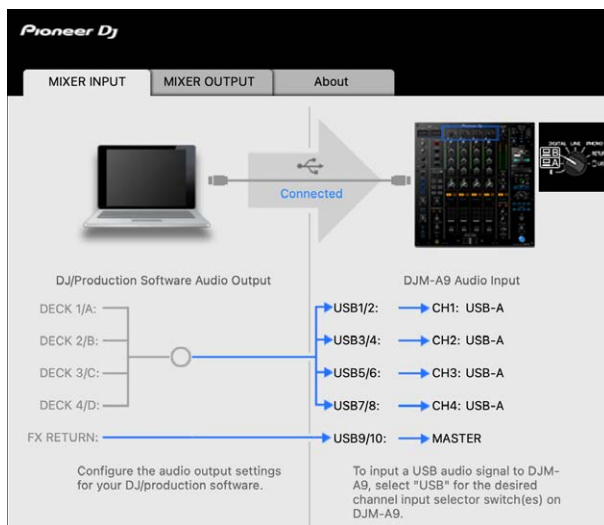 Pioneer Dj
MIXER INPUT
MIXER OUTPUT
About
DIGITAL LINE PHONO
B
A
Connected
DJ/Production Software Audio Output
DJM-A9 Audio Input
DECK 1/A:
USB1/2:
CH1: USB-A
DECK 2/B:
USB3/4:
CH2: USB-A
DECK 3/C:
USB5/6:
CH3: USB-A
DECK 4/D:
USB7/8:
CH4: USB-A
FX RETURN:
USB9/10:
MASTER
Configure the audio output settings
for your DJ/production software.
To input a USB audio signal to DJM-
A9, select "USB" for the desired
channel input selector switch(es) on
DJM-A9.